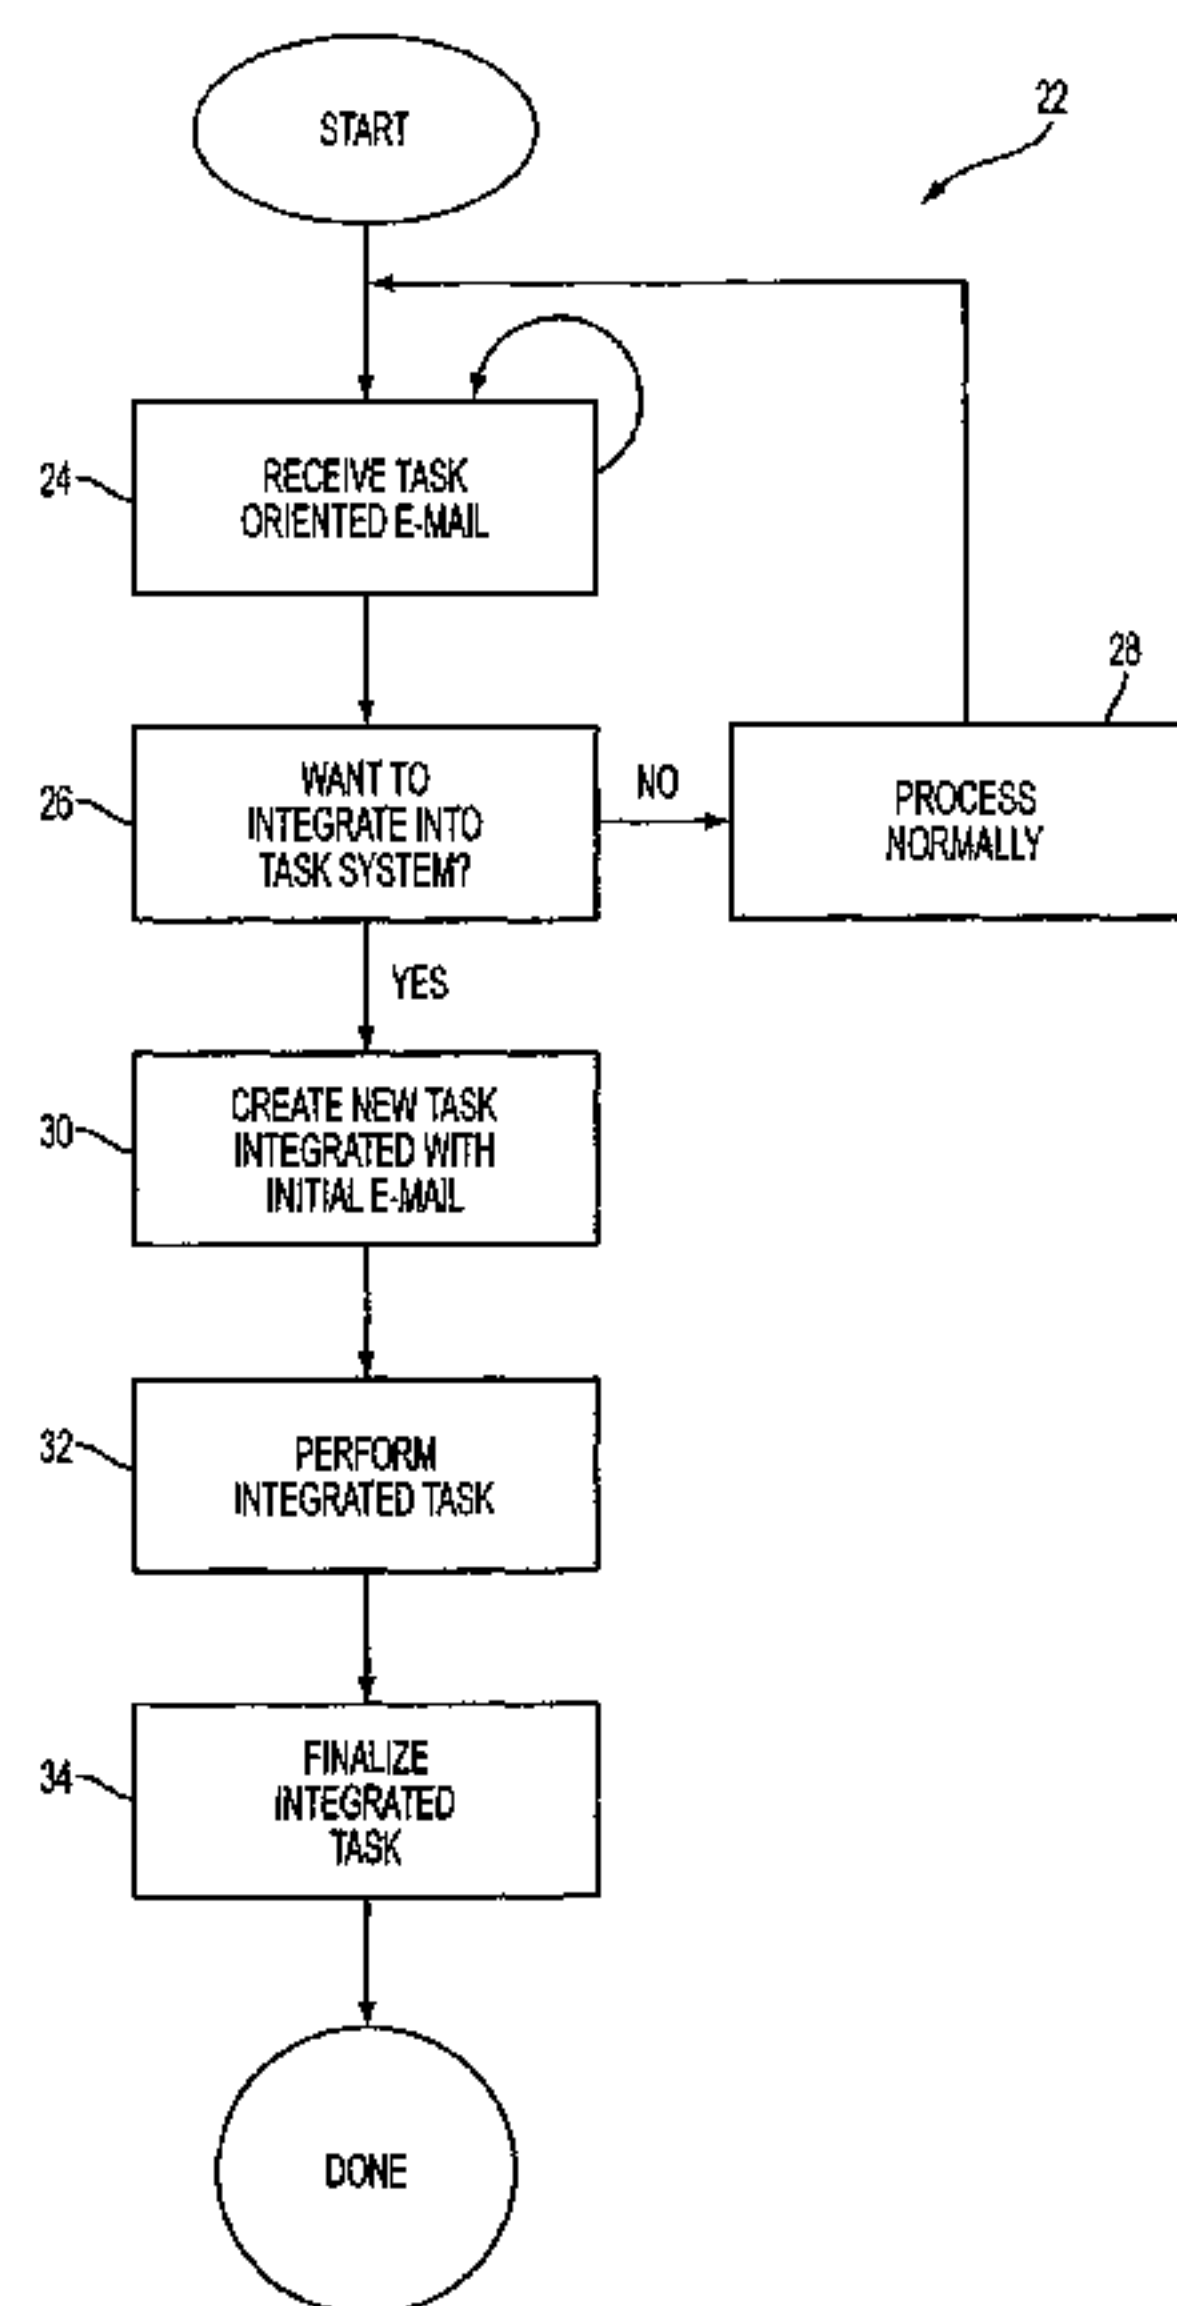 START
22
24
RECEIVE TASK
ORIENTED E-MAIL
26
WANT TO
INTEGRATE INTO
TASK SYSTEM?
NO
28
PROCESS
NORMALLY
YES
30
CREATE NEW TASK
INTEGRATED WITH
INITIAL E-MAIL
32
PERFORM
INTEGRATED TASK
34
FINALIZE
INTEGRATED
TASK
DONE